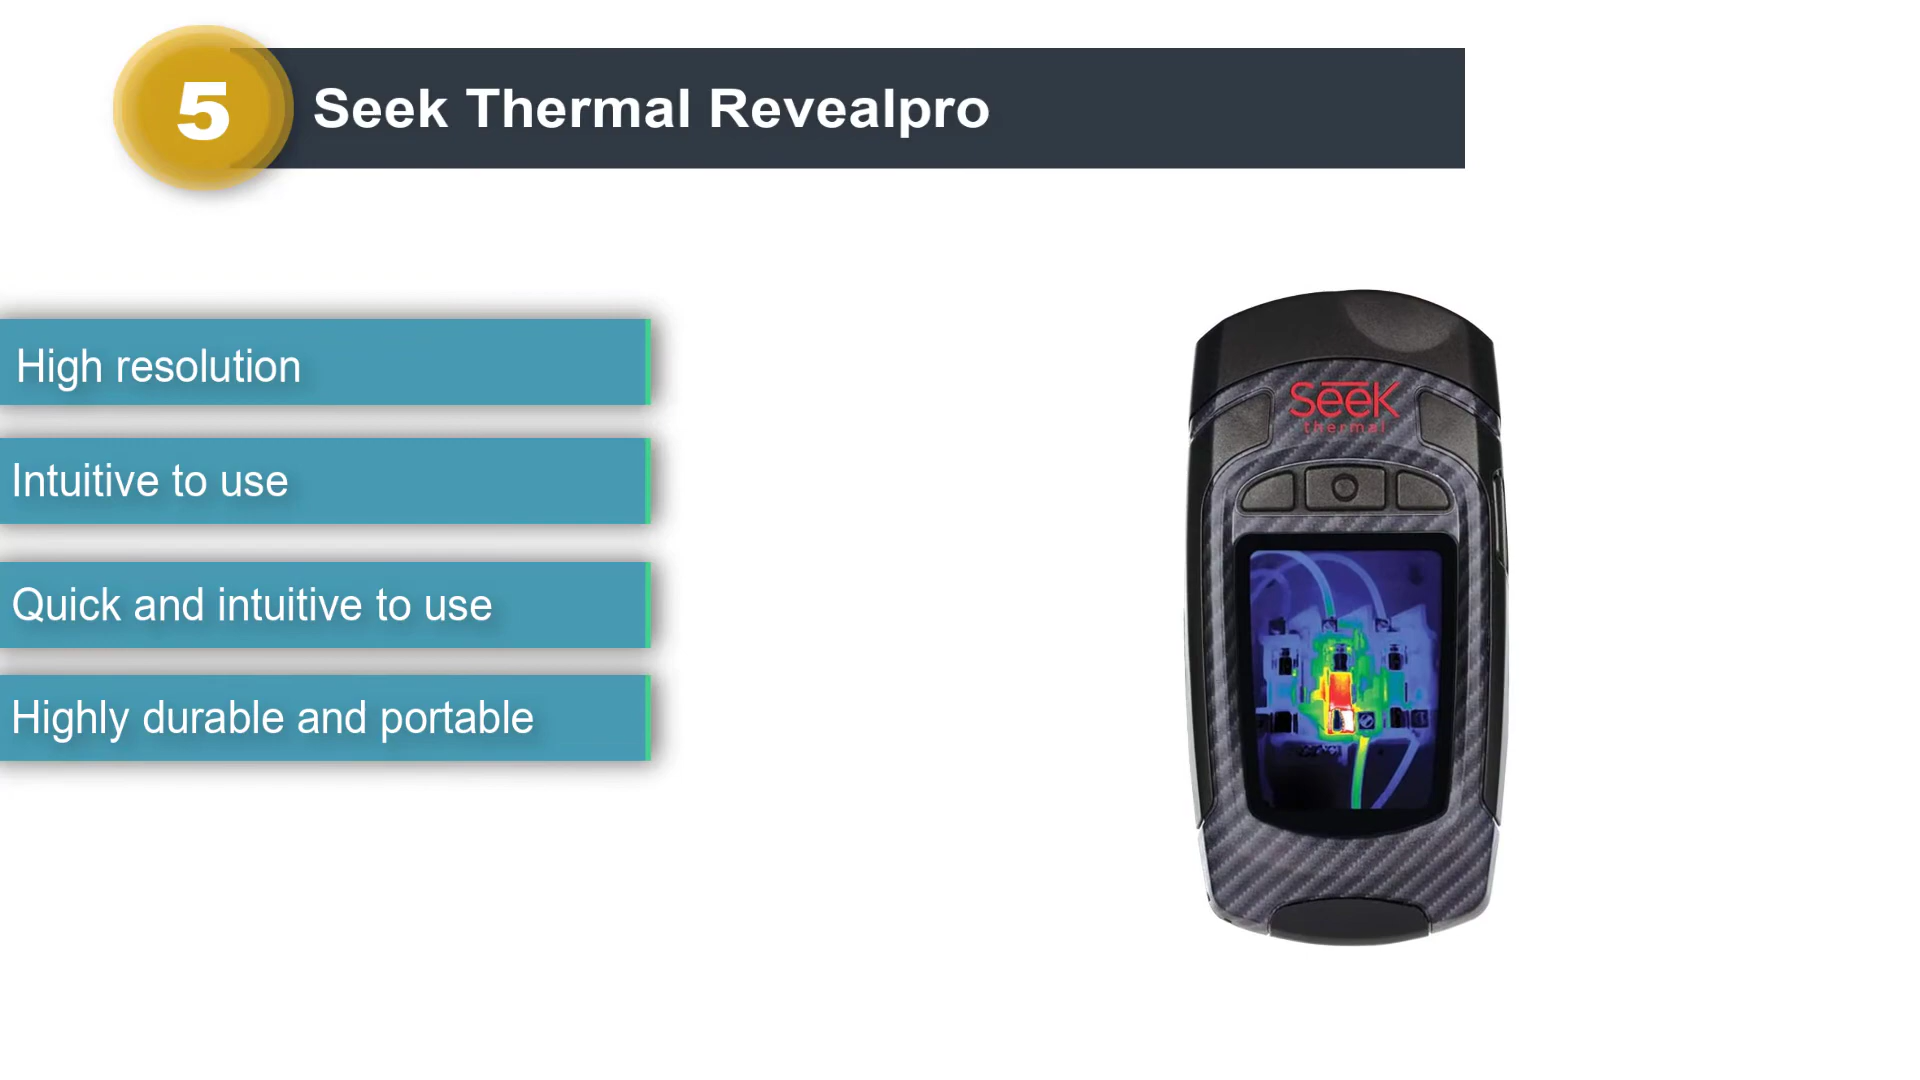 5
Seek Thermal Revealpro
High resolution
Intuitive to use
Quick and intuitive to use
Highly durable and portable
seek
thermal